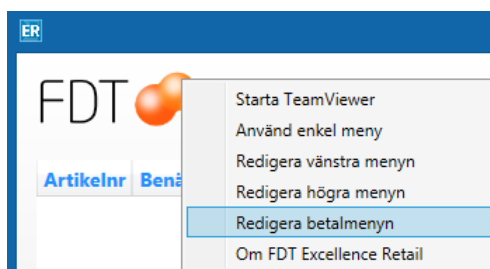 ER
FDT
Starta TeamViewer
Använd enkel meny
Redigera vänstra menyn
Redigera högra menyn
Redigera betalmenyn
Om FDT Excellence Retail
Artikelnr